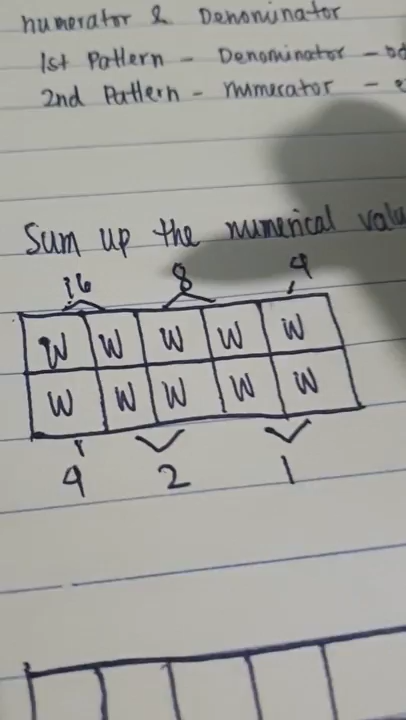 numerator & Denominator
1st Pattern - Denominator -
2nd Pattern - numerator -
Sum up the numerical
16 8 4
W W W W W
W W W W W
4 2 1